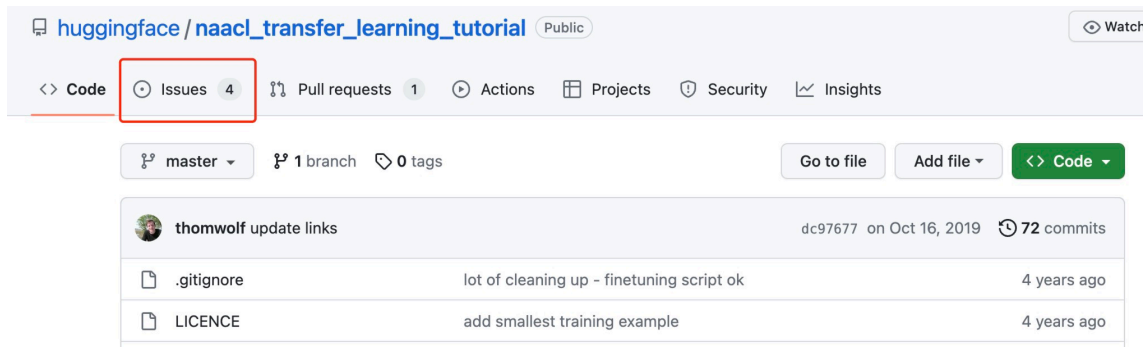 huggingface / naacl_transfer_learning_tutorial Public Watch
<> Code Issues 4 Pull requests 1 Actions Projects Security Insights
master 1 branch 0 tags Go to file Add file <> Code
thomwolf update links dc97677 on Oct 16, 2019 72 commits
.gitignore lot of cleaning up - finetuning script ok 4 years ago
LICENCE add smallest training example 4 years ago